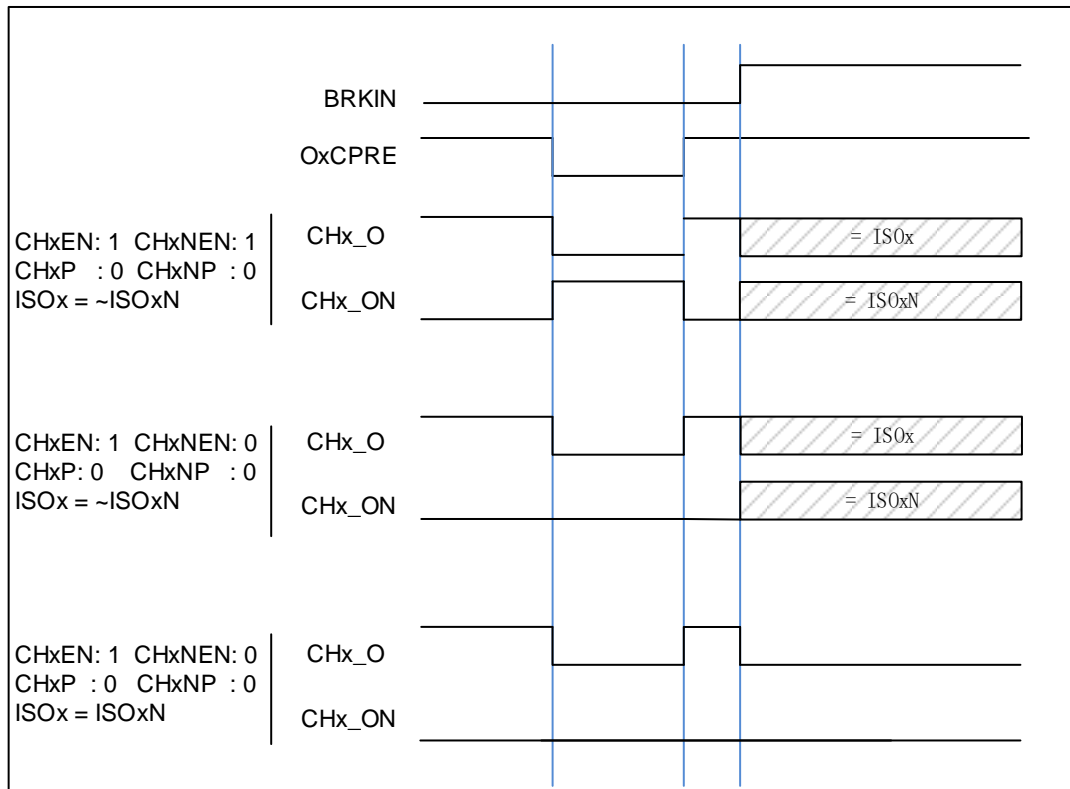 BRKIN
OxCPRE
CHxEN: 1 CHxNEN: 1
CHxP : 0 CHxNP : 0
ISOx = ~ISOxN
CHx_O
= ISOx
CHx_ON
= ISOxN
CHxEN: 1 CHxNEN: 0
CHxP: 0 CHxNP : 0
ISOx = ~ISOxN
CHx_O
= ISOx
CHx_ON
= ISOxN
CHxEN: 1 CHxNEN: 0
CHxP : 0 CHxNP : 0
ISOx = ISOxN
CHx_O
CHx_ON